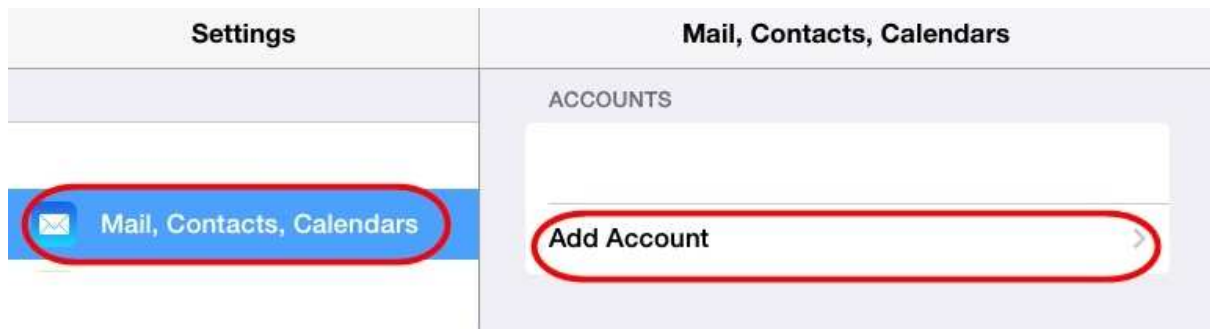 Settings
Mail, Contacts, Calendars
ACCOUNTS
Mail, Contacts, Calendars
Add Account